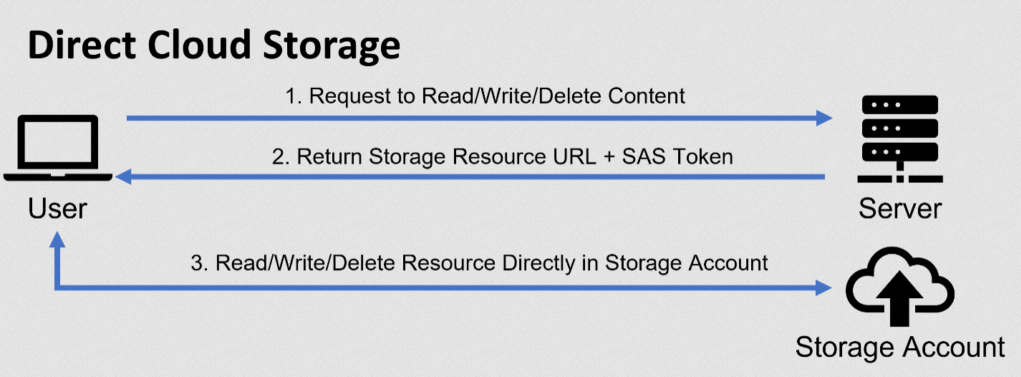 Direct Cloud Storage
1. Request to Read/Write/Delete Content
2. Return Storage Resource URL + SAS Token
User
Server
3. Read/Write/Delete Resource Directly in Storage Account
Storage Account